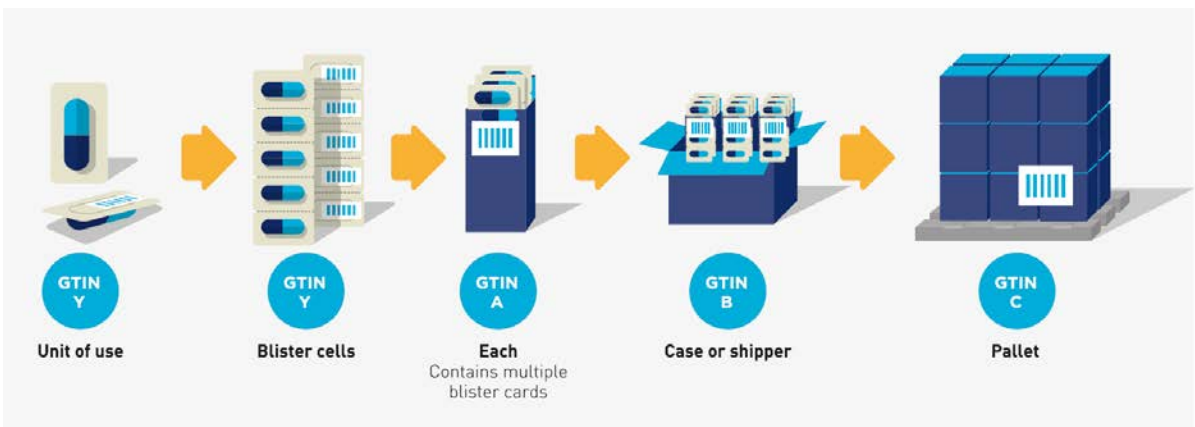 GTIN
Y
GTIN
Y
GTIN
A
GTIN
B
GTIN
C
Unit of use
Blister cells
Each
Case or shipper
Pallet
Contains multiple
blister cards